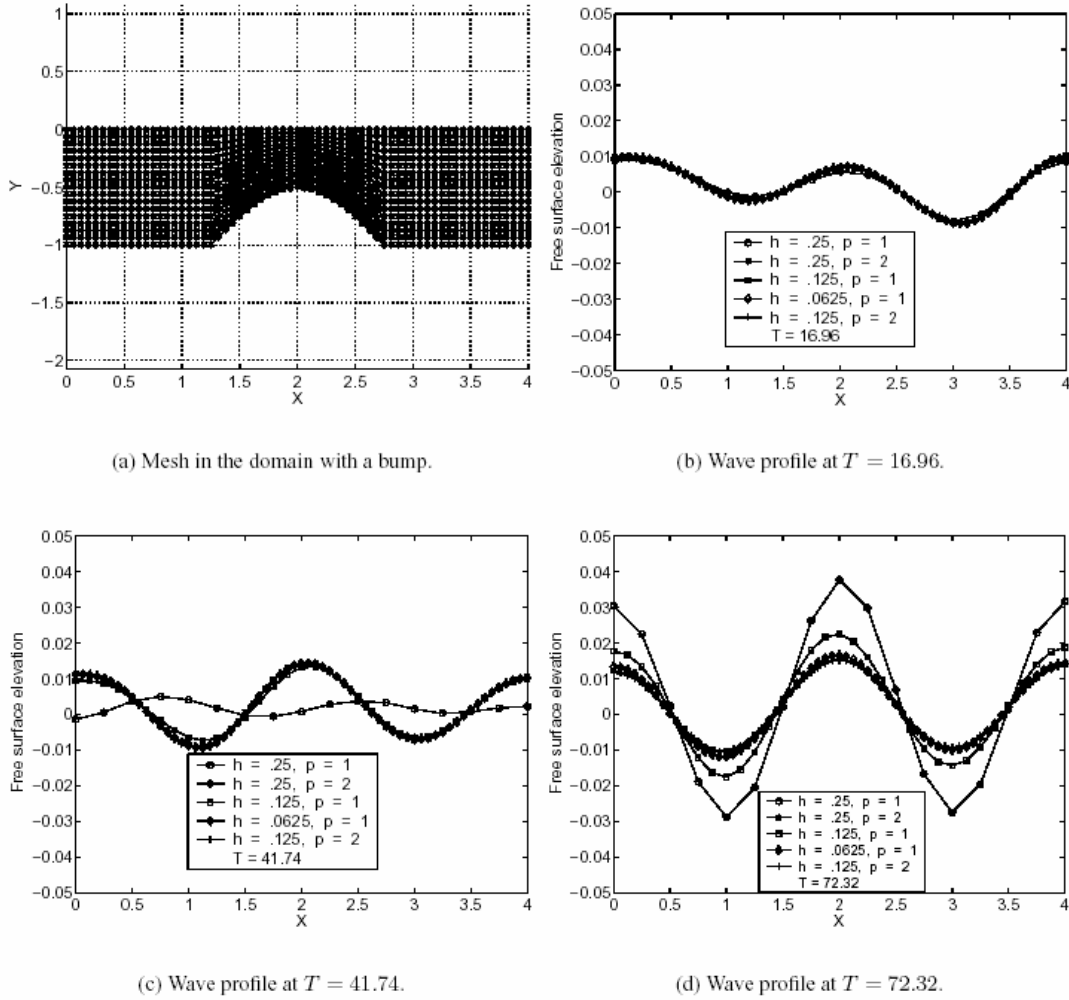 1
0.5
0
−0.5
−1
−1.5
−2
Y
0 0.5 1 1.5 2 2.5 3 3.5 4
X
(a) Mesh in the domain with a bump.
0.05
0.04
0.03
0.02
0.010
0
−0.01
−0.02
−0.03
−0.04
−0.05
Free surface elevation
h = .25, p = 1
h = .25, p = 2
h = .125, p = 1
h = .0625, p = 1
h = .125, p = 2
T = 16.96
0 0.5 1 1.5 2 2.5 3 3.5 4
X
(b) Wave profile at T = 16.96.
0.05
0.04
0.03
0.02
0.01
0
−0.01
−0.02
−0.03
−0.04
−0.05
Free surface elevation
h = .25, p = 1
h = .25, p = 2
h = .125, p = 1
h = .0625, p = 1
h = .125, p = 2
T = 41.74
0 0.5 1 1.5 2 2.5 3 3.5 4
X
(c) Wave profile at T = 41.74.
0.05
0.04
0.03
0.02
0.01
0
−0.01
−0.02
−0.03
−0.04
−0.05
Free surface elevation
h = .25, p = 1
h = .25, p = 2
h = .125, p = 1
h = .0625, p = 1
h = .125, p = 2
T = 72.32
0 0.5 1 1.5 2 2.5 3 3.5 4
X
(d) Wave profile at T = 72.32.